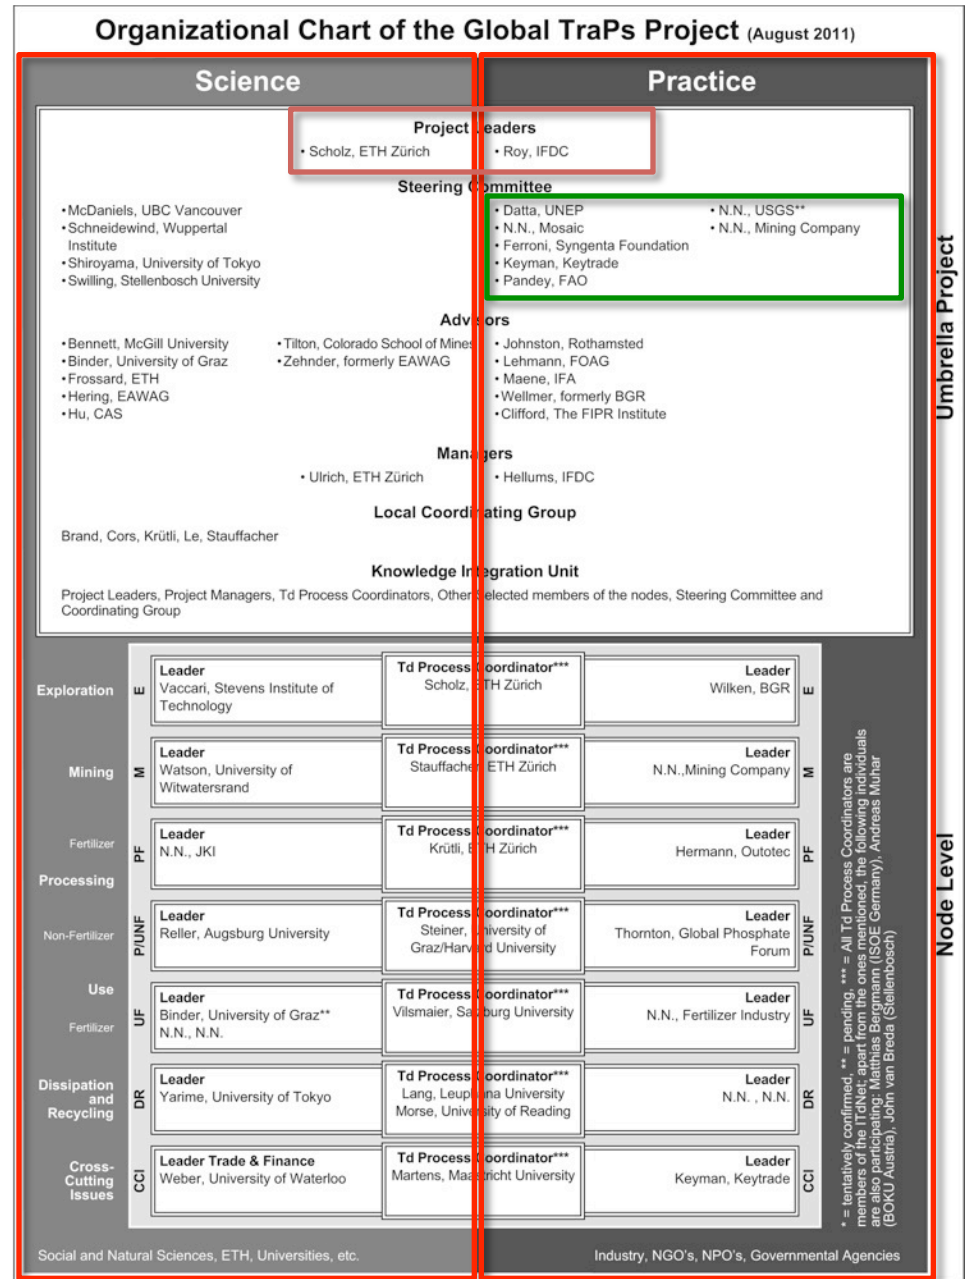 Organizational Chart of the Global TraPs Project (August 2011)
Science
Practice
Project Leaders
• Scholz, ETH Zürich
• Roy, IFDC
Steering Committee
• McDaniels, UBC Vancouver
• Schneidewind, Wuppertal
Institute
• Shiroyama, University of Tokyo
• Swilling, Stellenbosch University
• Datta, UNEP
• N.N., Mosaic
• Ferroni, Syngenta Foundation
• Keyman, Keytrade
• Pandey, FAO
• N.N., USGS**
• N.N., Mining Company
Advisors
• Bennett, McGill University
• Binder, University of Graz
• Frossard, ETH
• Hering, EAWAG
• Hu, CAS
• Tilton, Colorado School of Mines
• Zehnder, formerly EAWAG
• Johnston, Rothamsted
• Lehmann, FOAG
• Maene, IFA
• Wellmer, formerly BGR
• Clifford, The FIPR Institute
Managers
• Ulrich, ETH Zürich
• Hellums, IFDC
Local Coordinating Group
Brand, Cors, Krütli, Le, Stauffacher
Knowledge Integration Unit
Project Leaders, Project Managers, Td Process Coordinators, Other Selected members of the nodes, Steering Committee and
Coordinating Group
Umbrella Project
Exploration
E
Leader
Vaccari, Stevens Institute of
Technology
Td Process Coordinator***
Scholz, ETH Zürich
Leader
Wilken, BGR
E
Mining
M
Leader
Watson, University of
Witwatersrand
Td Process Coordinator***
Stauffacher, ETH Zürich
Leader
N.N.,Mining Company
M
Fertilizer
Processing
PF
Leader
N.N., JKI
Td Process Coordinator***
Krütli, ETH Zürich
Leader
Hermann, Outotec
PF
Non-Fertilizer
P/UNF
Leader
Reller, Augsburg University
Td Process Coordinator***
Steiner, University of
Graz/Harvard University
Leader
Thornton, Global Phosphate
Forum
P/UNF
Use
Fertilizer
UF
Leader
Binder, University of Graz**
N.N., N.N.
Td Process Coordinator***
Vilsmaier, Salzburg University
Leader
N.N., Fertilizer Industry
UF
Dissipation
and
Recycling
DR
Leader
Yarime, University of Tokyo
Td Process Coordinator***
Lang, Leuphana University
Morse, University of Reading
Leader
N.N. , N.N.
DR
Cross-
Cutting
Issues
CCI
Leader Trade & Finance
Weber, University of Waterloo
Td Process Coordinator***
Martens, Maastricht University
Leader
Keyman, Keytrade
CCI
* = tentatively confirmed, ** = pending, *** = All Td Process Coordinators are
members of the ITdNet; apart from the ones mentioned, the following individuals
are also participating: Matthias Bergmann (ISOE Germany), Andreas Muhar
(BOKU Austria), John van Breda (Stellenbosch)
Node Level
Social and Natural Sciences, ETH, Universities, etc.
Industry, NGO's, NPO's, Governmental Agencies